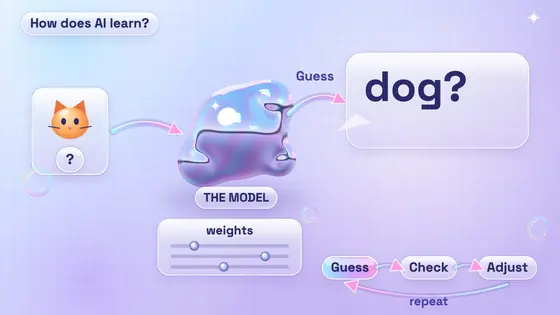 How does AI learn?
Guess
dog?
?
THE MODEL
weights
Guess
Check
Adjust
repeat